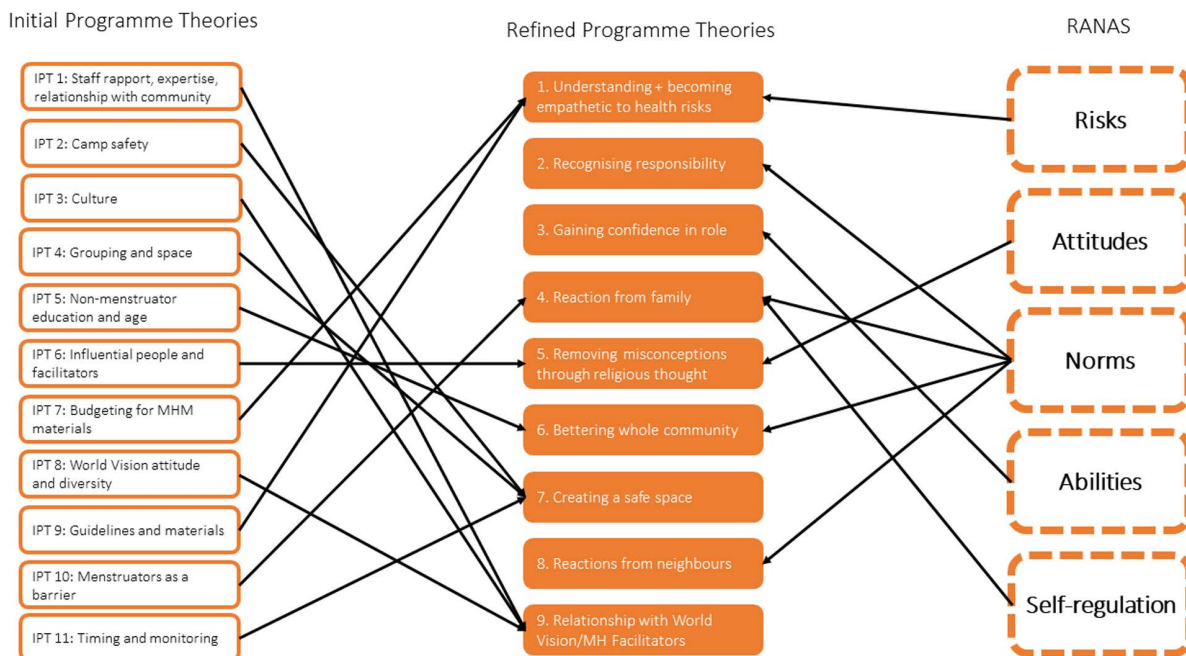 Initial Programme Theories
IPT 1: Staff rapport, expertise,
relationship with community
IPT 2: Camp safety
IPT 3: Culture
IPT 4: Grouping and space
IPT 5: Non-menstruator
education and age
IPT 6: Influential people and
facilitators
IPT 7: Budgeting for MHM
materials
IPT 8: World Vision attitude
and diversity
IPT 9: Guidelines and materials
IPT 10: Menstruators as a
barrier
IPT 11: Timing and monitoring
Refined Programme Theories
1. Understanding + becoming
empathetic to health risks
2. Recognising responsibility
3. Gaining confidence in role
4. Reaction from family
5. Removing misconceptions
through religious thought
6. Bettering whole community
7. Creating a safe space
8. Reactions from neighbours
9. Relationship with World
Vision/MH Facilitators
RANAS
Risks
Attitudes
Norms
Abilities
Self-regulation